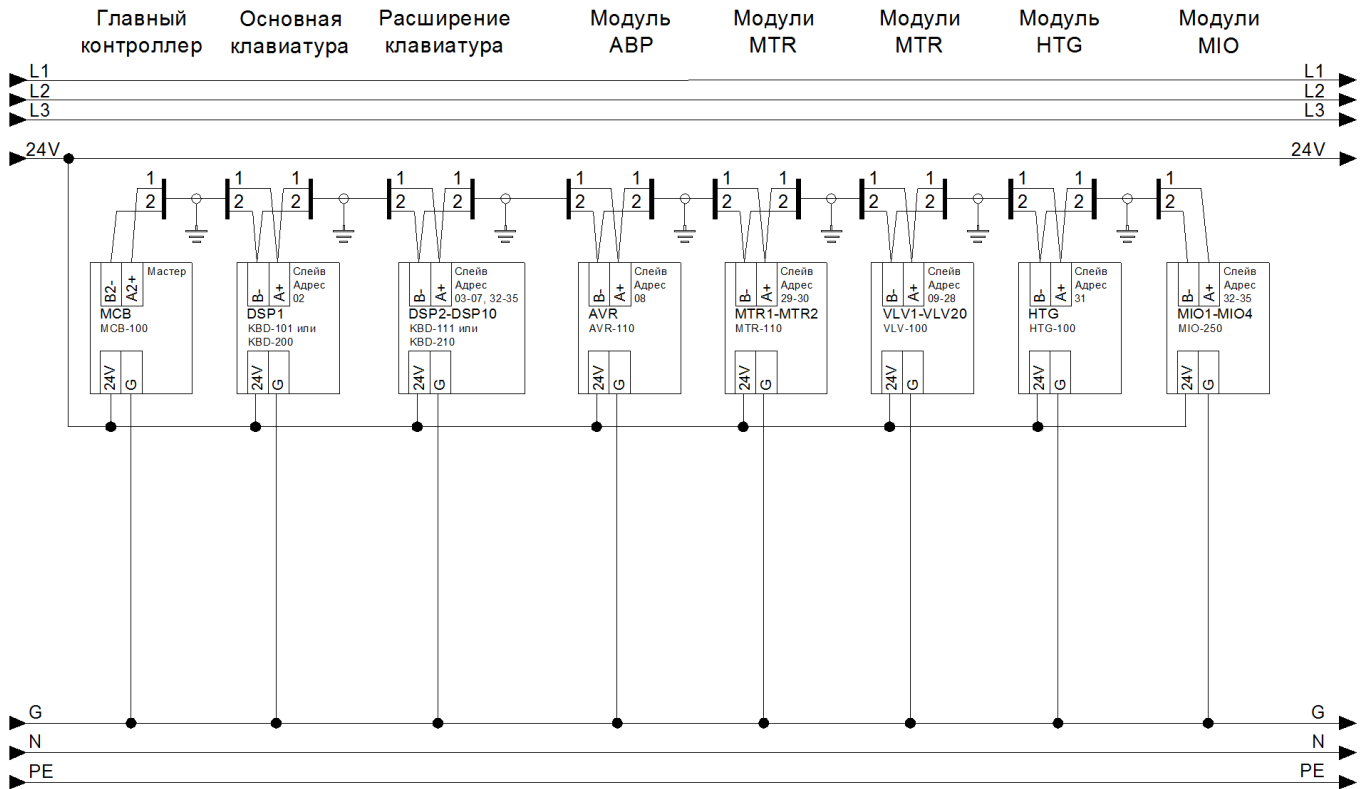 Главный контроллер
Основная клавиатура
Расширение клавиатура
Модуль АВР
Модули MTR
Модули MTR
Модуль HTG
Модули MIO
L1 L1
L2 L2
L3 L3
24V 24V
1 1 1 1 1 1 1 1 1 1 1 1 1 1
2 2 2 2 2 2 2 2 2 2 2 2 2 2
B2- A2+ Мастер
MCB
MCB-100
24V G
B- A+ Слейв
Адрес
02
DSP1
KBD-101 или
KBD-200
24V G
B- A+ Слейв
Адрес
03-07, 32-35
DSP2-DSP10
KBD-111 или
KBD-210
24V G
B- A+ Слейв
Адрес
08
AVR
AVR-110
24V G
B- A+ Слейв
Адрес
29-30
MTR1-MTR2
MTR-110
24V G
B- A+ Слейв
Адрес
09-28
VLV1-VLV20
VLV-100
24V G
B- A+ Слейв
Адрес
31
HTG
HTG-100
24V G
B- A+ Слейв
Адрес
32-35
MIO1-MIO4
MIO-250
24V G
G G
N N
PE PE